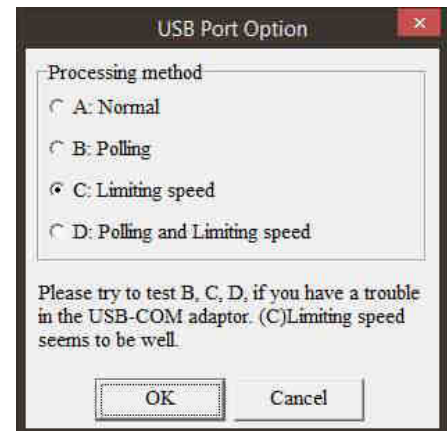 USB Port Option
Processing method
A: Normal
B: Polling
C: Limiting speed
D: Polling and Limiting speed
Please try to test B, C, D, if you have a trouble
in the USB-COM adaptor. (C)Limiting speed
seems to be well.
OK
Cancel